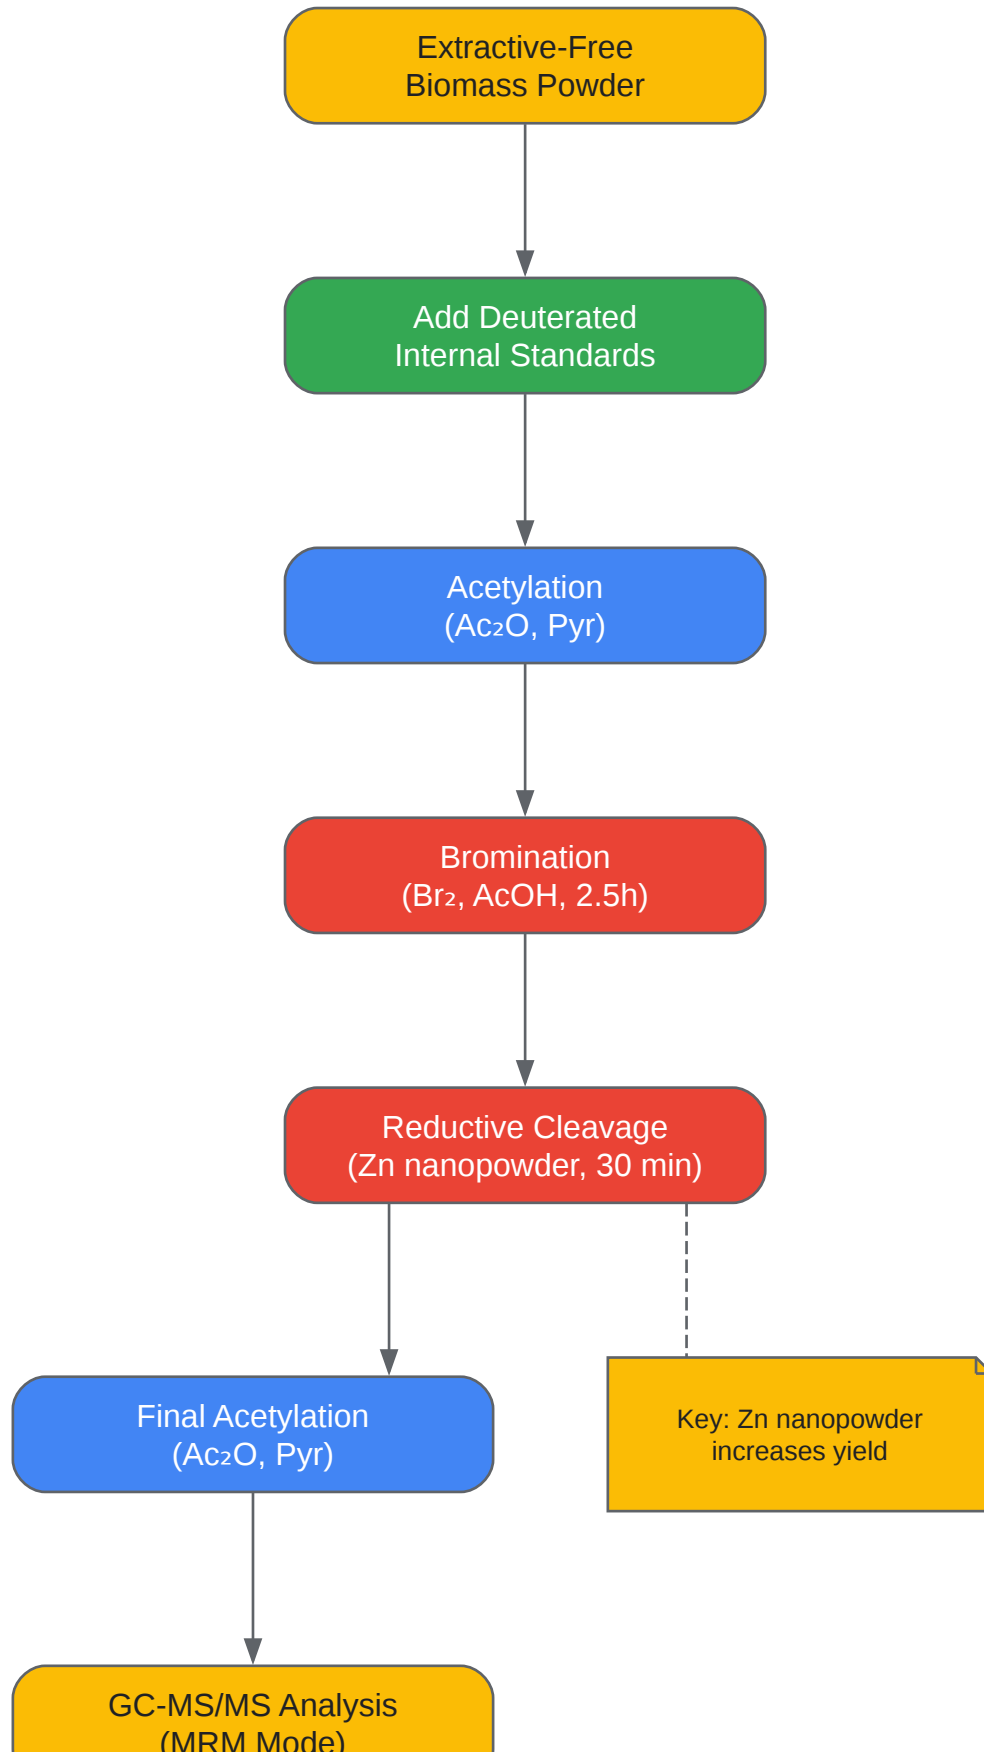 Extractive-Free
Biomass Powder
Add Deuterated
Internal Standards
Acetylation
(Ac₂O, Pyr)
Bromination
(Br₂, AcOH, 2.5h)
Reductive Cleavage
(Zn nanopowder, 30 min)
Final Acetylation
(Ac₂O, Pyr)
Key: Zn nanopowder
increases yield
GC-MS/MS Analysis
(MRM Mode)